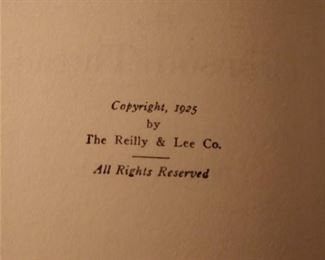 Copyright, 1925
by
The Reilly & Lee Co.
All Rights Reserved